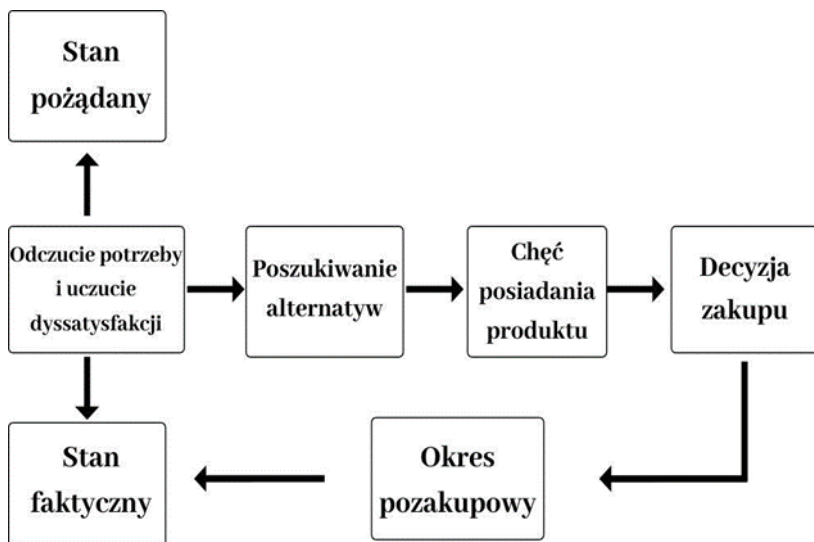 Stan
pożądany
Odczucie potrzeby
i uczucie
dyssatysfakcji
Poszukiwanie
alternatyw
Chęć
posiadania
produktu
Decyzja
zakupu
Stan
faktyczny
Okres
pozakupowy